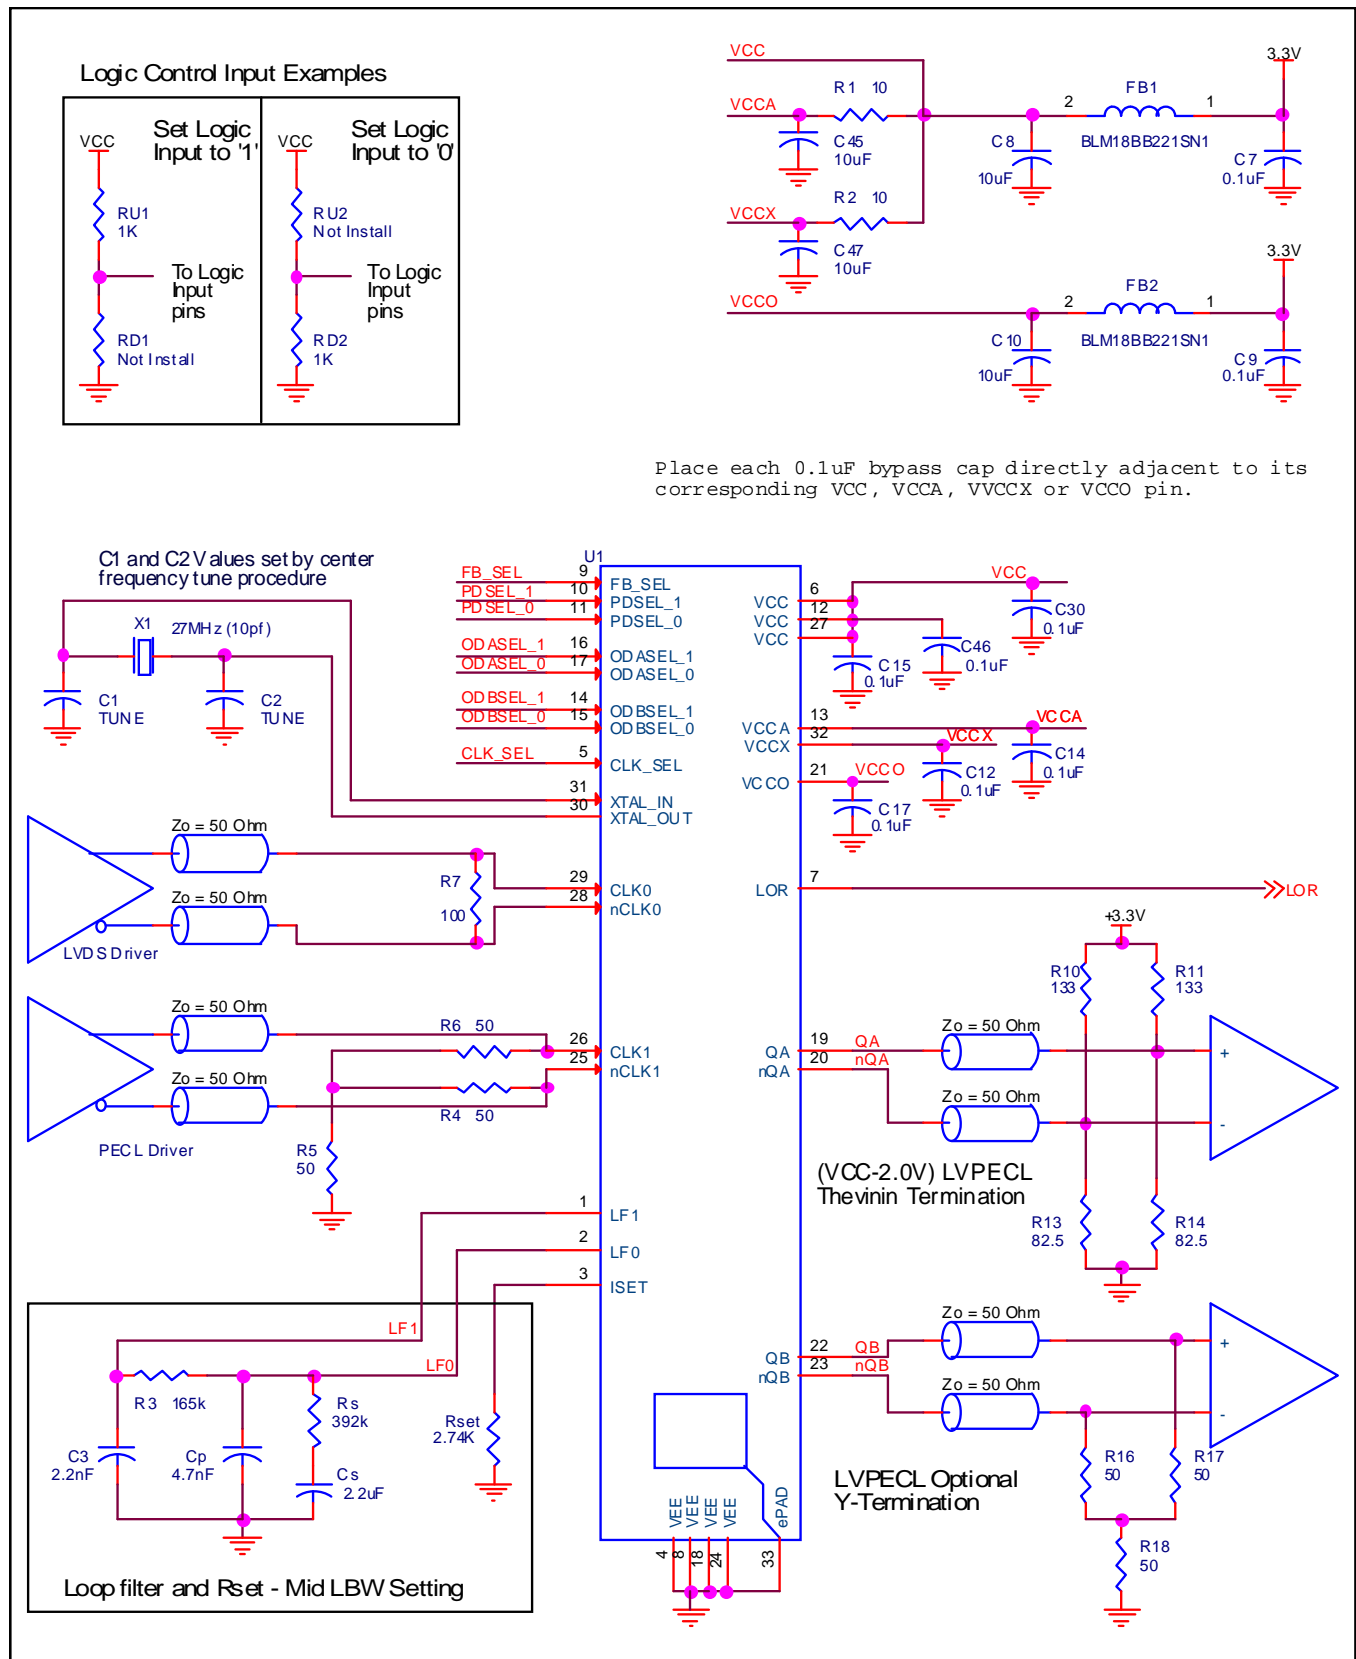 Logic Control Input Examples
VCC
Set Logic
Input to '1'
RU1
1K
To Logic
Input
pins
RD1
Not Install
VCC
Set Logic
Input to '0'
RU2
Not Install
To Logic
Input
pins
RD2
1K
VCC
VCCA
R1 10
C45
10uF
VCCX
R2 10
C47
10uF
C8
10uF
2
FB1
1
BLM18BB221SN1
3.3V
C7
0.1uF
VCCO
C10
10uF
2
FB2
1
BLM18BB221SN1
3.3V
C9
0.1uF
Place each 0.1uF bypass cap directly adjacent to its
corresponding VCC, VCCA, VVCCX or VCCO pin.
C1 and C2 Values set by center
frequency tune procedure
X1
27MHz (10pf)
C1
TUNE
C2
TUNE
U1
FB_SEL
9
FB_SEL
PDSEL_1
10
PDSEL_1
PDSEL_0
11
PDSEL_0
ODASEL_1
16
ODASEL_1
ODASEL_0
17
ODASEL_0
ODBSEL_1
14
ODBSEL_1
ODBSEL_0
15
ODBSEL_0
CLK_SEL
5
CLK_SEL
31
XTAL_IN
30
XTAL_OUT
VCC
6
VCC
12
VCC
27
VCC
C30
0.1uF
C46
0.1uF
C15
0.1uF
VCCA
13
VCCA
VCCX
32
VCCX
C14
0.1uF
C12
0.1uF
VCCO
21
VCCO
C17
0.1uF
Zo = 50 Ohm
Zo = 50 Ohm
LVDS Driver
R7
100
29
CLK0
28
nCLK0
LOR
7
LOR
Zo = 50 Ohm
Zo = 50 Ohm
PECL Driver
R6 50
R4 50
R5
50
26
CLK1
25
nCLK1
+3.3V
R10
133
R11
133
QA
19
QA
nQA
20
nQA
Zo = 50 Ohm
Zo = 50 Ohm
+
-
(VCC-2.0V) LVPECL
Thevinin Termination
R13
82.5
R14
82.5
1
LF1
2
LF0
3
ISET
LF1
LF0
R3 165k
Rs
392k
C3
2.2nF
Cp
4.7nF
Cs
2.2uF
Rset
2.74K
Loop filter and Rset - Mid LBW Setting
QB
22
QB
nQB
23
nQB
Zo = 50 Ohm
Zo = 50 Ohm
+
-
LVPECL Optional
Y-Termination
R16
50
R17
50
R18
50
VEE
VEE
VEE
VEE
ePAD
4
8
18
24
33